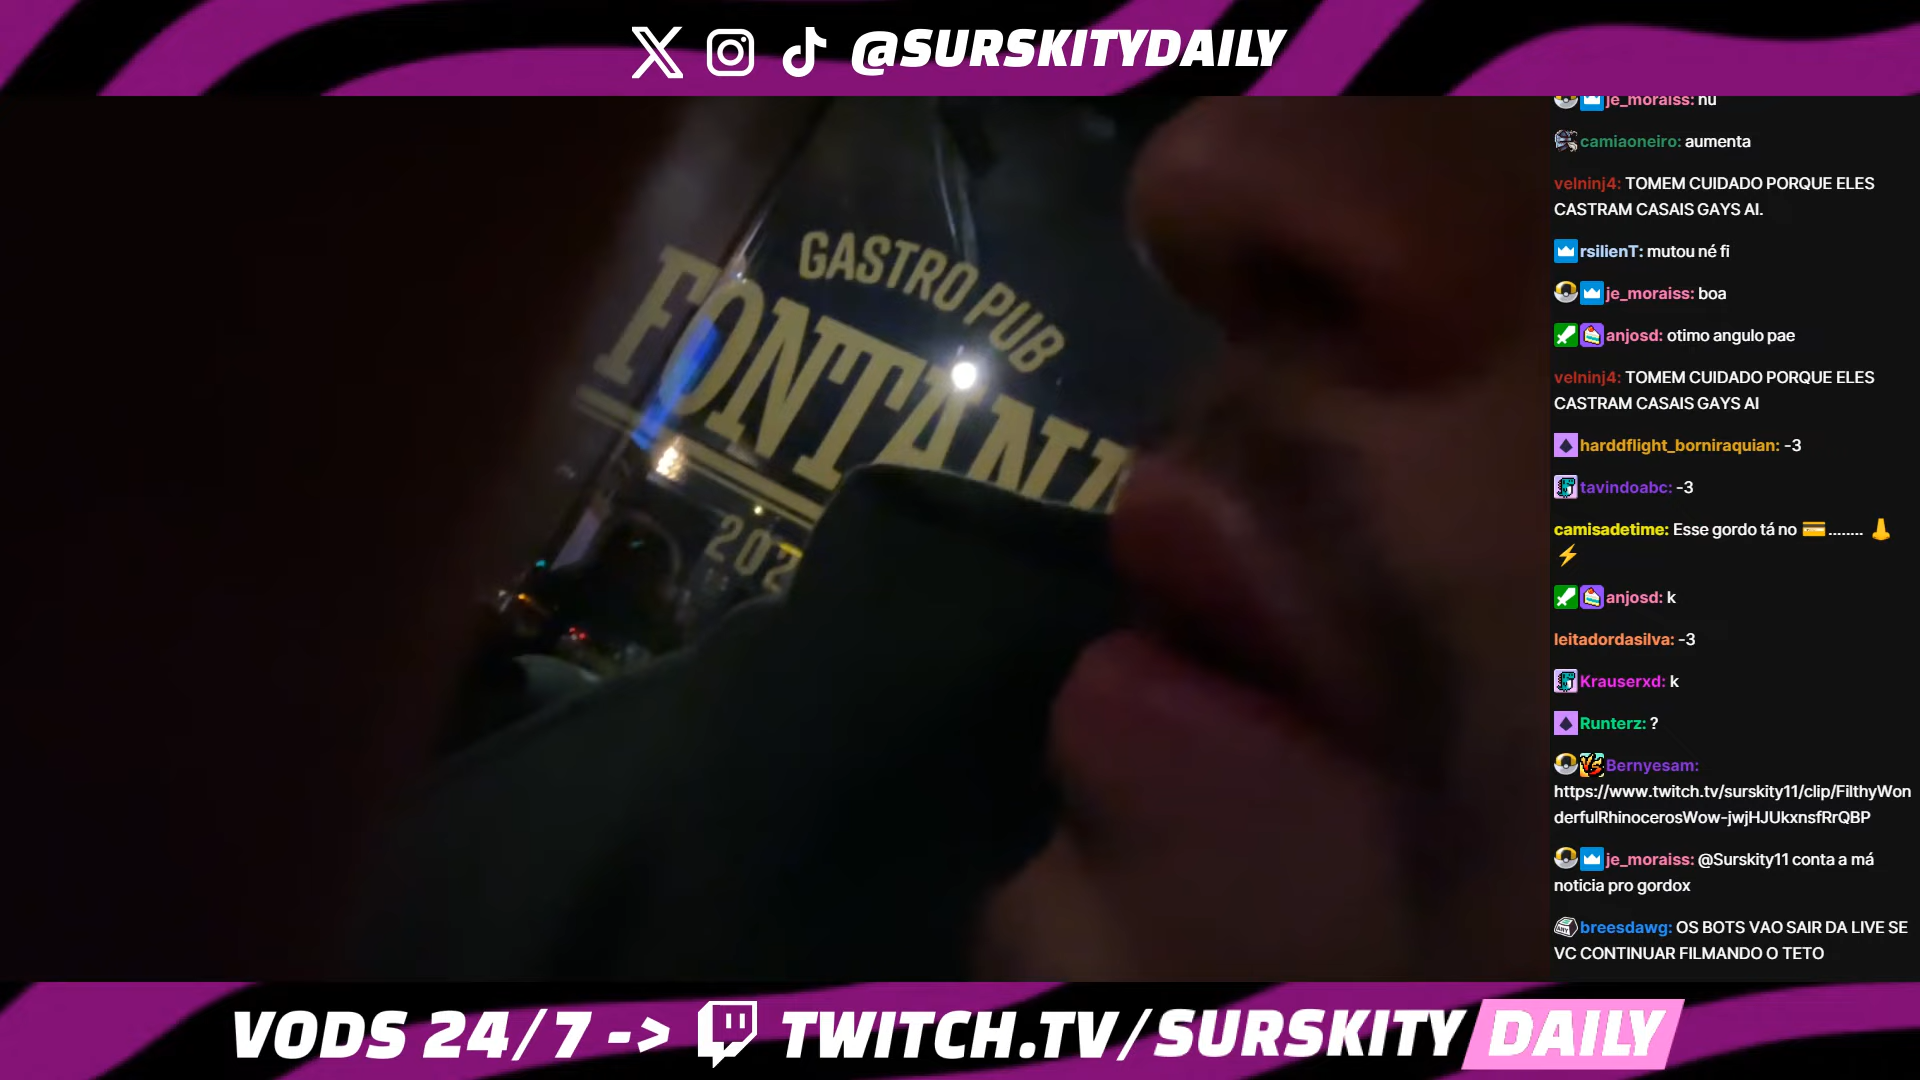 @SURSKITYDAILY
GASTRO PUB
202
je_moraiss: nu
camiaoneiro: aumenta
velninj4: TOMEM CUIDADO PORQUE ELES
CASTRAM CASAIS GAYS AI.
rsilienT: mutou né fi
je_moraiss: boa
anjosd: otimo angulo pae
velninj4: TOMEM CUIDADO PORQUE ELES
CASTRAM CASAIS GAYS AI
harddflight_borniraquian: -3
tavindoabc: -3
camisadetime: Esse gordo tá no 💳........ 👃
⚡
anjosd: k
leitadordasilva: -3
Krauserxd: k
Runterz: ?
Bernyesam:
https://www.twitch.tv/surskity11/clip/FilthyWon
derfulRhinocerosWow-jwjHJUkxnsfRrQBP
je_moraiss: @Surskity11 conta a má
noticia pro gordox
breesdawg: OS BOTS VAO SAIR DA LIVE SE
VC CONTINUAR FILMANDO O TETO
VODS 24/7 -> TWITCH.TV/SURSKITY DAILY